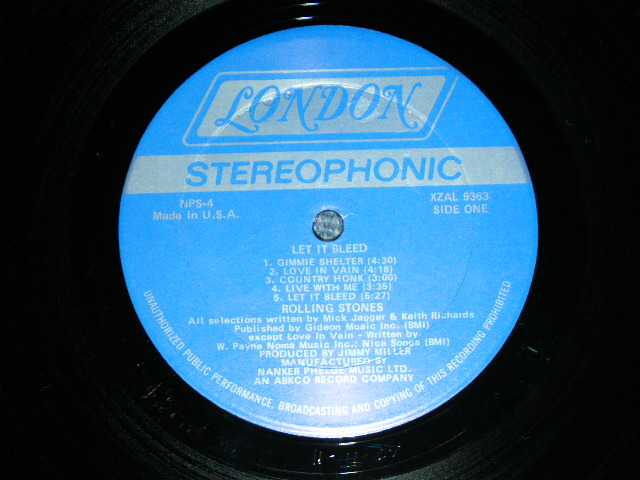 LONDON
STEREOPHONIC
NPS-4
XZAL 9363
Made In U.S.A.
SIDE ONE
LET IT BLEED
1. GIMMIE SHELTER (4:30)
2. LOVE IN VAIN (4:18)
3. COUNTRY HONK (3:00)
4. LIVE WITH ME (3:35)
5. LET IT BLEED (5:27)
ROLLING STONES
All selections written by Mick Jagger & Keith Richards
Published by Gideon Music Inc. (BMI)
except Love In Vain - Written by
W. Payne Noma Music Inc.; Nice Songs (BMI)
PRODUCED BY JIMMY MILLER
MANUFACTURED BY
NANKER PHELGE MUSIC LTD.
AN ABKCO RECORD COMPANY
UNAUTHORIZED PUBLIC PERFORMANCE, BROADCASTING AND COPYING OF THIS RECORDING PROHIBITED